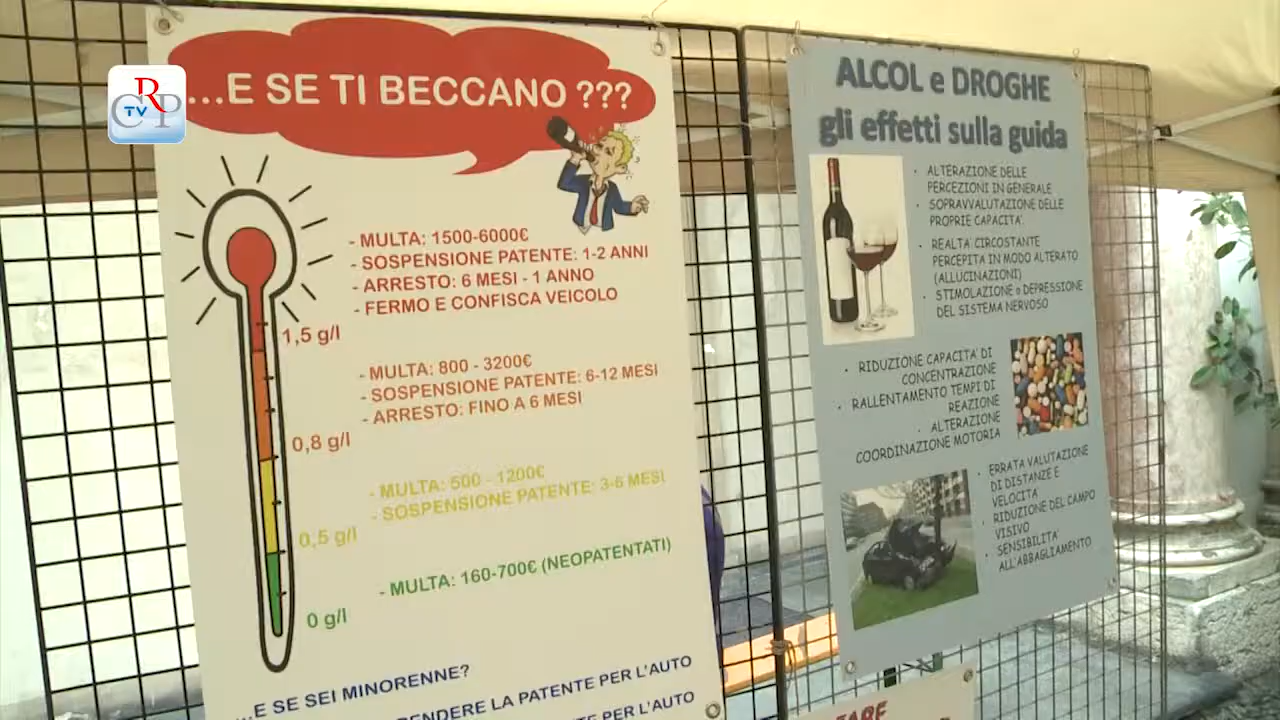 CRP
TV
...E SE TI BECCANO ???
- MULTA: 1500-6000€
- SOSPENSIONE PATENTE: 1-2 ANNI
- ARRESTO: 6 MESI - 1 ANNO
- FERMO E CONFISCA VEICOLO
1,5 g/l
- MULTA: 800 - 3200€
- SOSPENSIONE PATENTE: 6-12 MESI
- ARRESTO: FINO A 6 MESI
0,8 g/l
- MULTA: 500 - 1200€
- SOSPENSIONE PATENTE: 3-6 MESI
0,5 g/l
- MULTA: 160-700€ (NEOPATENTATI)
0 g/l
...E SE SEI MINORENNE?
ENDERE LA PATENTE PER L'AUTO
TE PER L'AUTO
ALCOL e DROGHE
gli effetti sulla guida
· ALTERAZIONE DELLE
PERCEZIONI IN GENERALE
· SOPRAVVALUTAZIONE DELLE
PROPRIE CAPACITA'
· REALTA' CIRCOSTANTE
PERCEPITA IN MODO ALTERATO
(ALLUCINAZIONI)
· STIMOLAZIONE o DEPRESSIONE
DEL SISTEMA NERVOSO
· RIDUZIONE CAPACITA' DI
CONCENTRAZIONE
· RALLENTAMENTO TEMPI DI
REAZIONE
· ALTERAZIONE
COORDINAZIONE MOTORIA
· ERRATA VALUTAZIONE
DI DISTANZE E
VELOCITA'
· RIDUZIONE DEL CAMPO
VISIVO
· SENSIBILITA'
ALL'ABBAGLIAMENTO